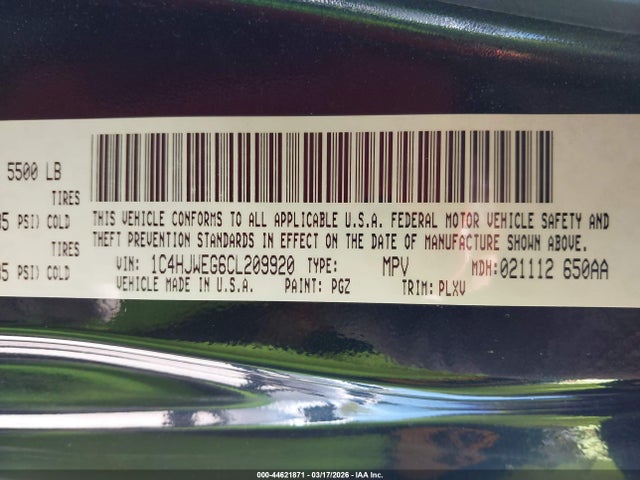 5500 LB
TIRES
PSI) COLD
TIRES
PSI) COLD
THIS VEHICLE CONFORMS TO ALL APPLICABLE U.S.A. FEDERAL MOTOR VEHICLE SAFETY AND
THEFT PREVENTION STANDARDS IN EFFECT ON THE DATE OF MANUFACTURE SHOWN ABOVE.
VIN: 1C4HJWEG6CL209920 TYPE: MPV MDH: 021112 650AA
VEHICLE MADE IN U.S.A. PAINT: PGZ TRIM: PLXV
000-44621871 - 03/17/2026 - IAA Inc.